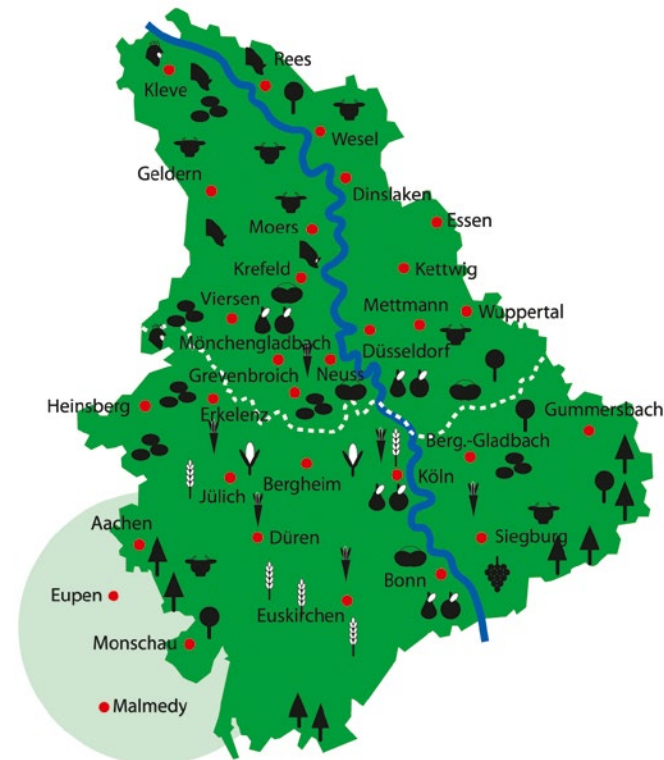 Rees
Kleve
Wesel
Geldern
Dinslaken
Essen
Moers
Krefeld
Kettwig
Viersen
Mettmann
Wuppertal
Mönchengladbach
Düsseldorf
Grevenbroich
Neuss
Heinsberg
Erkelenz
Gummersbach
Berg.-Gladbach
Bergheim
Köln
Jülich
Aachen
Düren
Siegburg
Bonn
Eupen
Euskirchen
Monschau
Malmedy